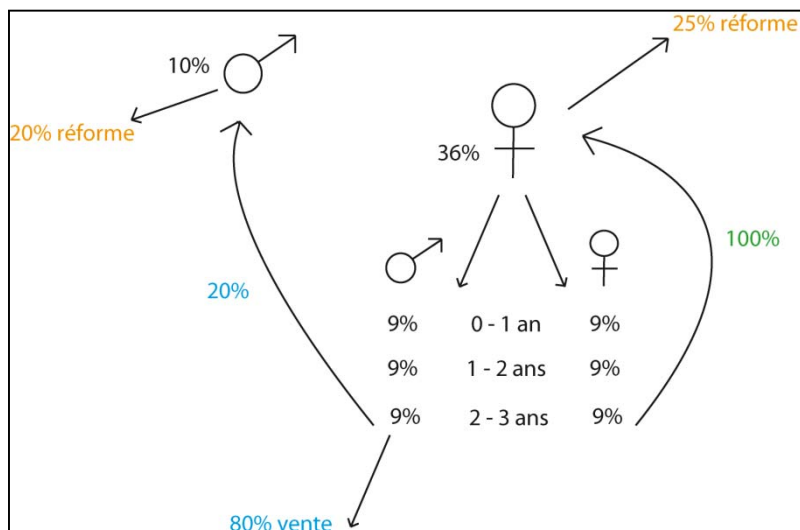 25% réforme
10%
20% réforme
36%
100%
20%
9% 0 - 1 an 9%
9% 1 - 2 ans 9%
9% 2 - 3 ans 9%
80% vente